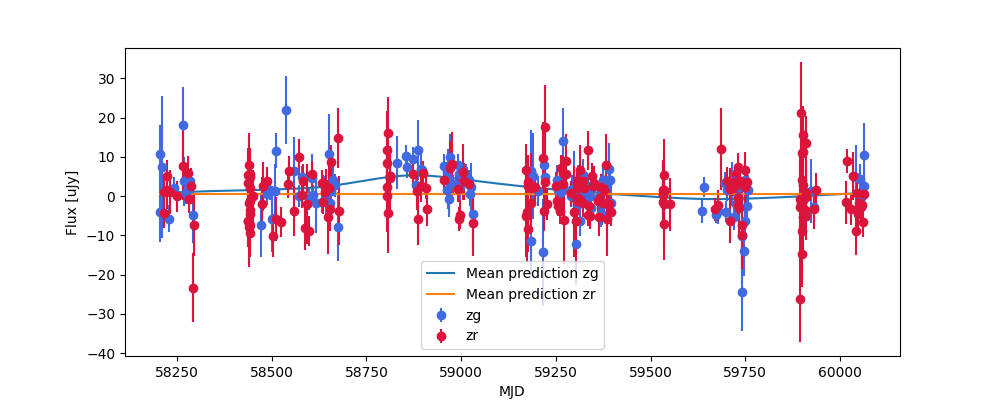 30
20
10
0
−10
−20
−30
−40
Flux [uJy]
Mean prediction zg
Mean prediction zr
zg
zr
58250 58500 58750 59000 59250 59500 59750 60000
MJD